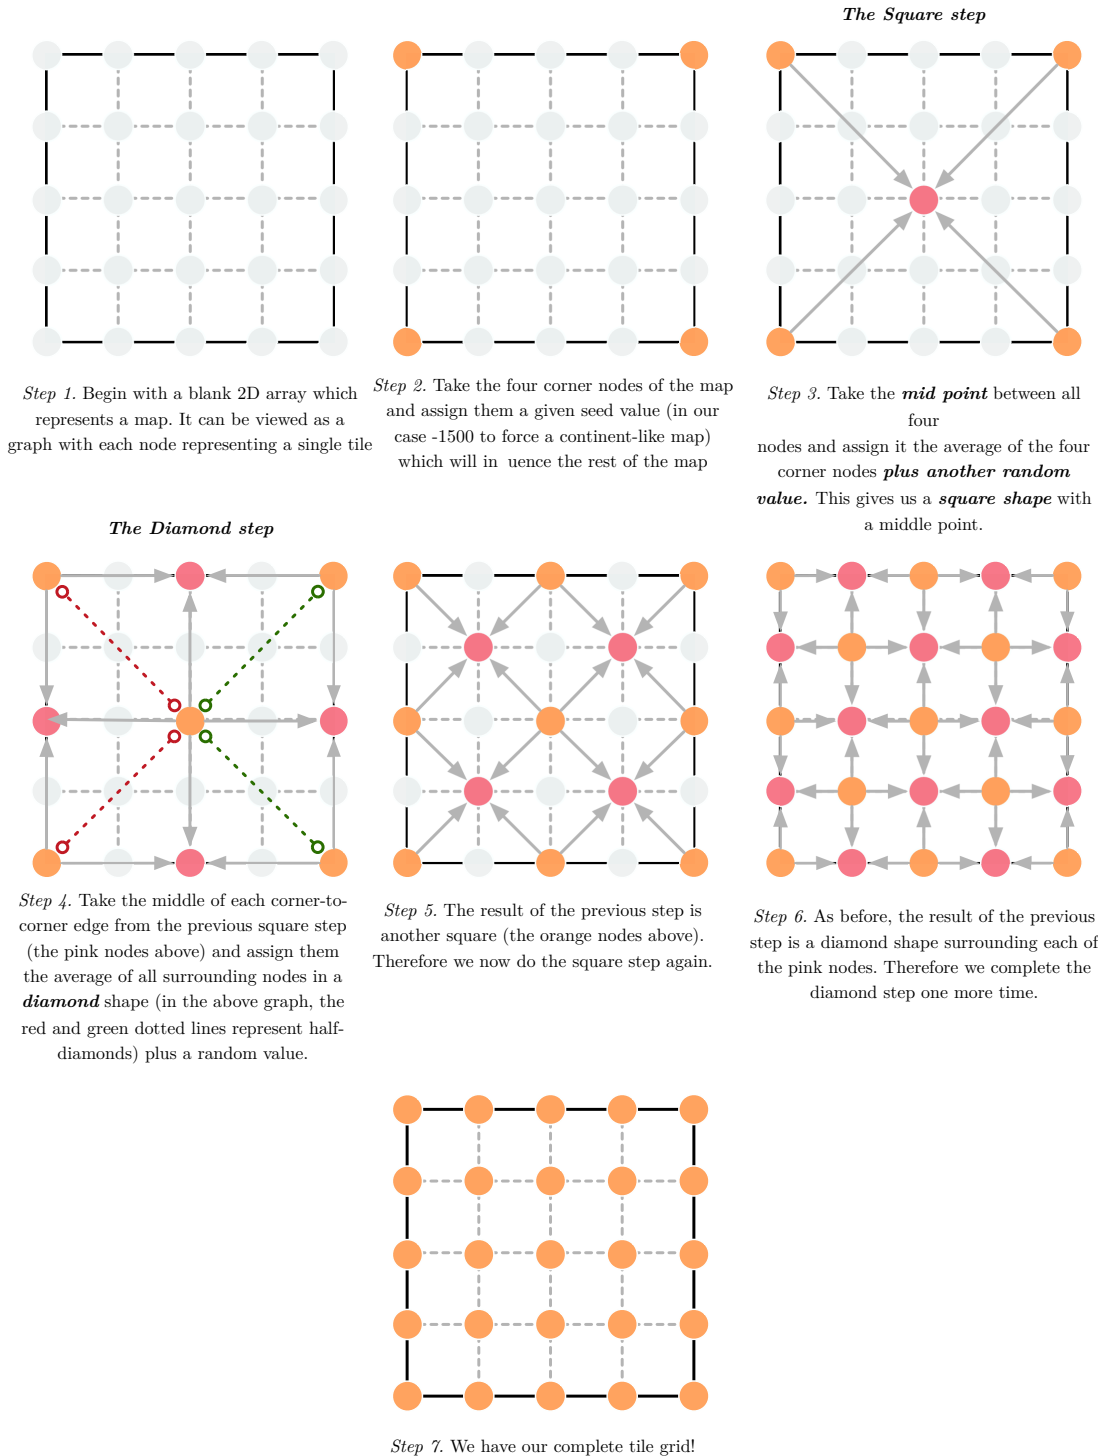 The Square step
Step 1. Begin with a blank 2D array which
represents a map. It can be viewed as a
graph with each node representing a single tile
Step 2. Take the four corner nodes of the map
and assign them a given seed value (in our
case -1500 to force a continent-like map)
which will in uence the rest of the map
Step 3. Take the mid point between all
four
nodes and assign it the average of the four
corner nodes plus another random
value. This gives us a square shape with
a middle point.
The Diamond step
Step 4. Take the middle of each corner-to-
corner edge from the previous square step
(the pink nodes above) and assign them
the average of all surrounding nodes in a
diamond shape (in the above graph, the
red and green dotted lines represent half-
diamonds) plus a random value.
Step 5. The result of the previous step is
another square (the orange nodes above).
Therefore we now do the square step again.
Step 6. As before, the result of the previous
step is a diamond shape surrounding each of
the pink nodes. Therefore we complete the
diamond step one more time.
Step 7. We have our complete tile grid!